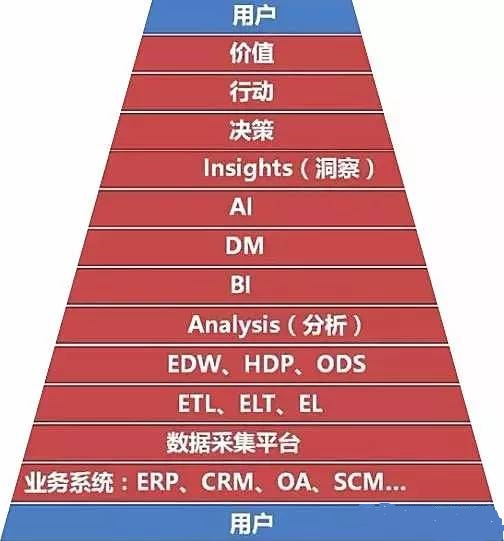 用户
价值
行动
决策
Insights（洞察）
AI
DM
BI
Analysis（分析）
EDW、HDP、ODS
ETL、ELT、EL
数据采集平台
业务系统：ERP、CRM、OA、SCM...
用户